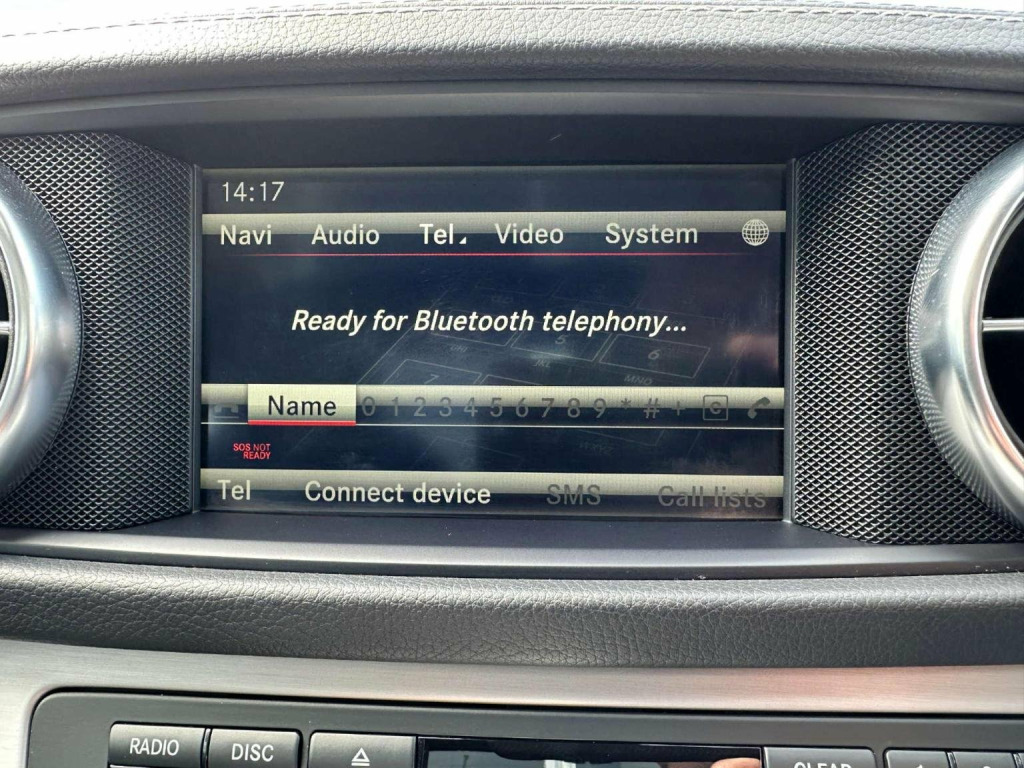 14:17
Navi Audio Tel Video System
Ready for Bluetooth telephony...
Name 0 1 2 3 4 5 6 7 8 9 * # + C
SOS NOT
READY
Tel Connect device SMS Call lists
RADIO DISC CLEAR